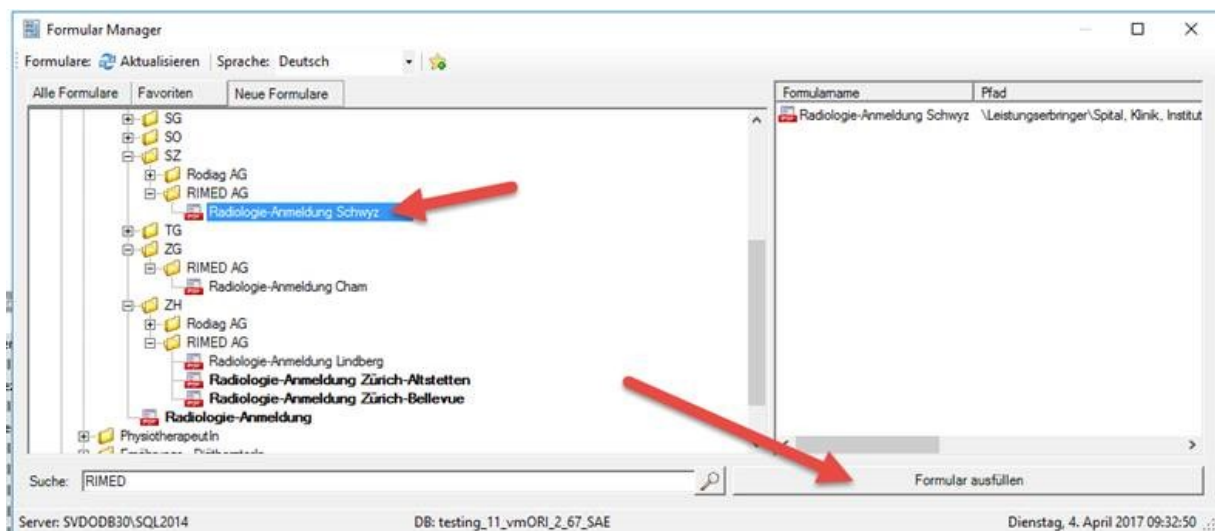 Formular Manager
Formulare: Aktualisieren Sprache: Deutsch
Alle Formulare Favoriten Neue Formulare
Formularname Pfad
Radiologie-Anmeldung Schwyz \Leistungserbringer\Spital, Klinik, Institut
SG
SO
SZ
Rodiag AG
RIMED AG
Radiologie-Anmeldung Schwyz
TG
ZG
RIMED AG
Radiologie-Anmeldung Cham
ZH
Rodiag AG
RIMED AG
Radiologie-Anmeldung Lindberg
Radiologie-Anmeldung Zürich-Altstetten
Radiologie-Anmeldung Zürich-Bellevue
Radiologie-Anmeldung
PhysiotherapeutIn
Suche: RIMED
Formular ausfüllen
Server: SVDODB30\SQL2014 DB: testing_11_vmORI_2_67_SAE Dienstag, 4. April 2017 09:32:50